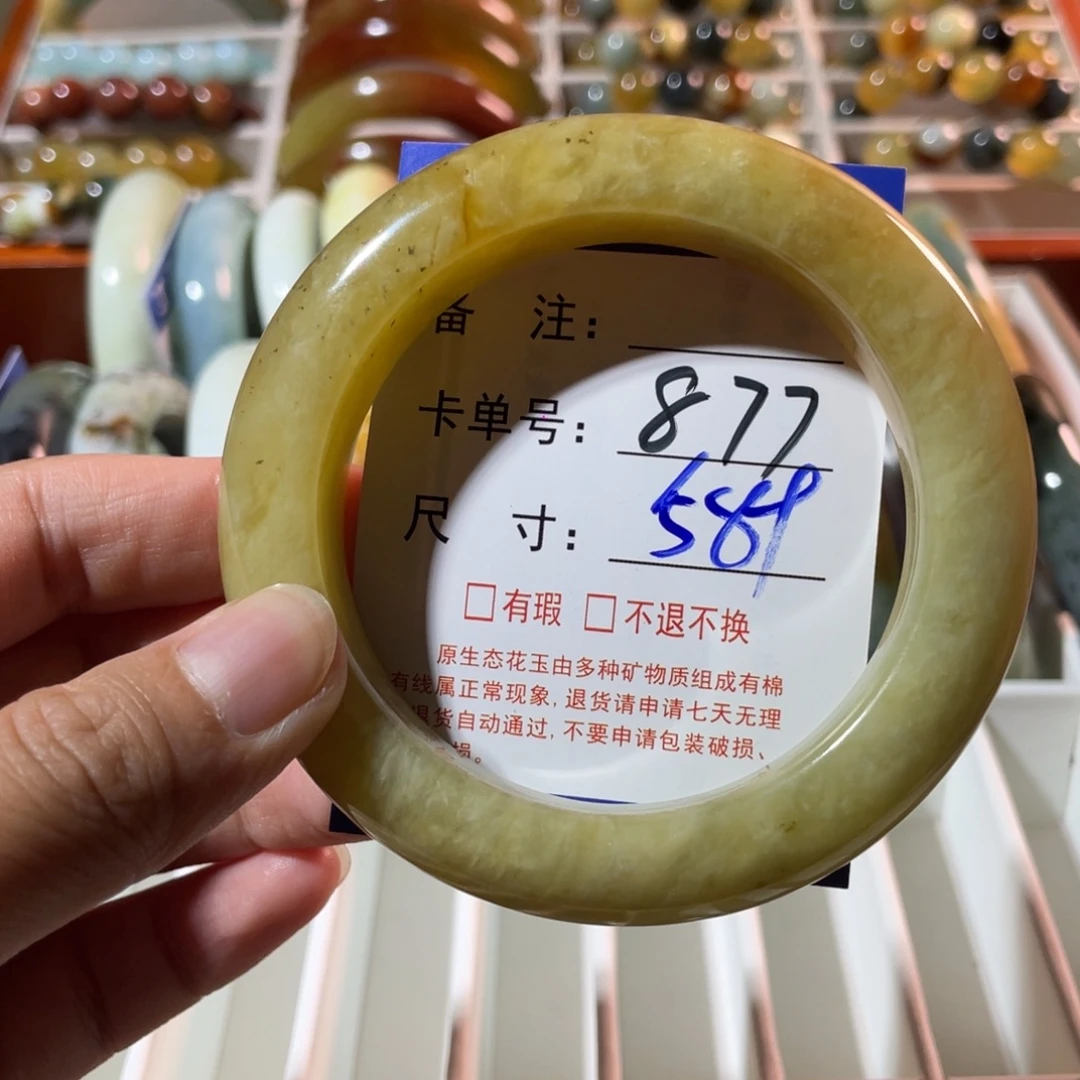 备 注：
卡单号：877
尺 寸：589
□有瑕 □不退不换
原生态花玉由多种矿物质组成有棉
有线属正常现象，退货请申请七天无理
退货自动通过，不要申请包装破损、
损。